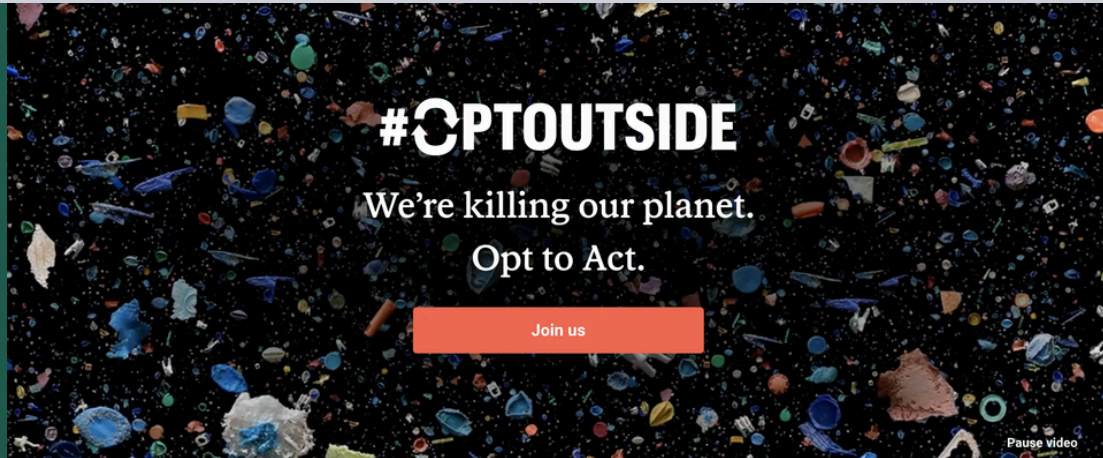 #OPTOUTSIDE
We're killing our planet.
Opt to Act.
Join us
Pause video